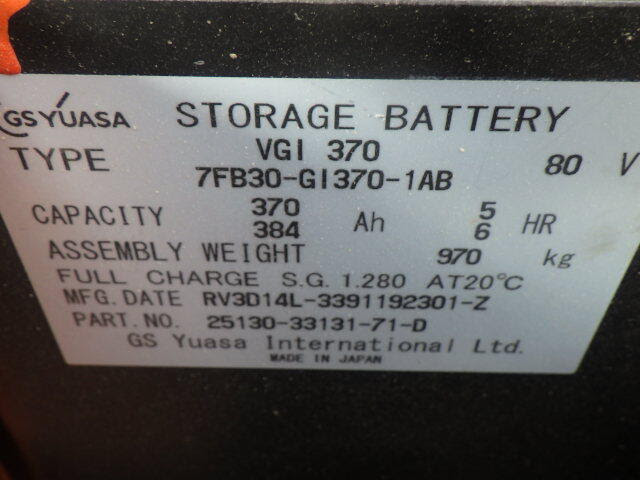 GS YUASA STORAGE BATTERY
TYPE VGI 370 80 V
7FB30-GI370-1AB
CAPACITY 370 Ah 5 HR
384 6
ASSEMBLY WEIGHT 970 kg
FULL CHARGE S.G. 1.280 AT20°C
MFG. DATE RV3D14L-3391192301-Z
PART. NO. 25130-33131-71-D
GS Yuasa International Ltd.
MADE IN JAPAN